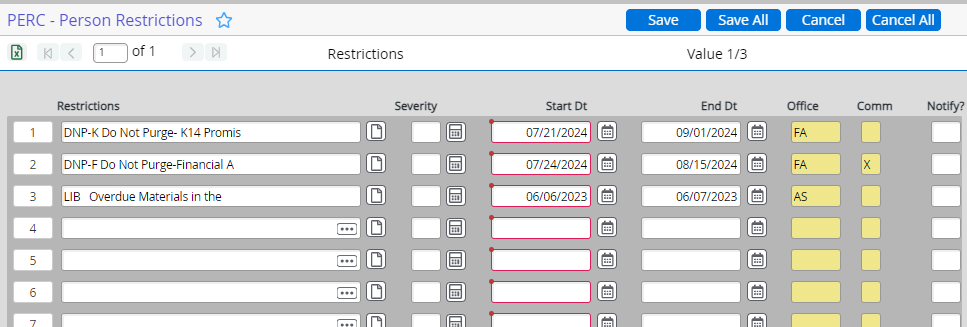 PERC - Person Restrictions Save Save All Cancel Cancel All
1 of 1 Restrictions Value 1/3
Restrictions Severity Start Dt End Dt Office Comm Notify?
1 DNP-K Do Not Purge- K14 Promis 07/21/2024 09/01/2024 FA
2 DNP-F Do Not Purge-Financial A 07/24/2024 08/15/2024 FA X
3 LIB Overdue Materials in the 06/06/2023 06/07/2023 AS
4
5
6
7